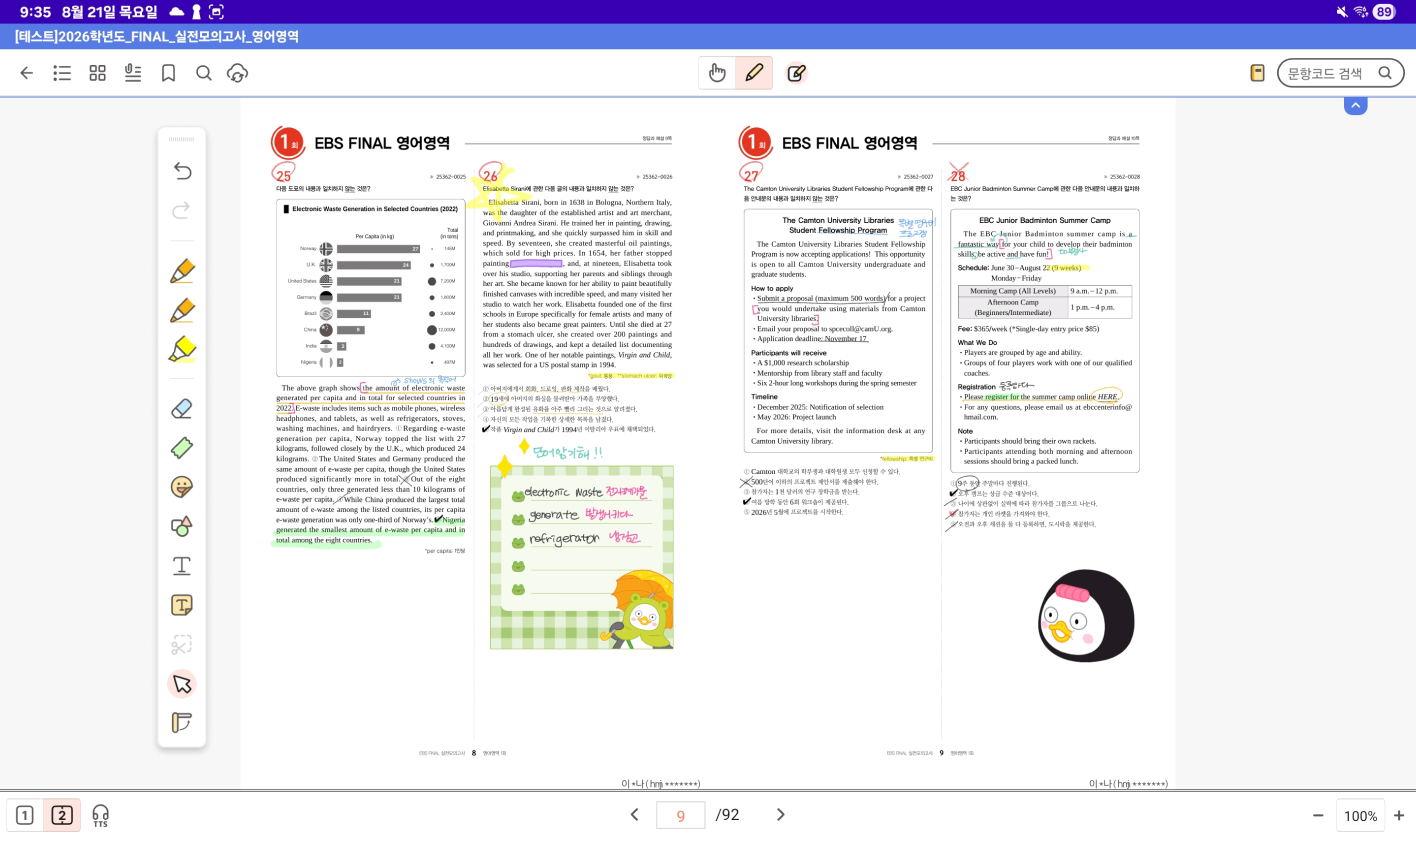 9:35 8월 21일 목요일
89
[테스트]2026학년도_FINAL_실전모의고사_영어영역
문항코드 검색
1회 EBS FINAL 영어영역
정답과 해설 9쪽
25
▶ 25362-0025
다음 도표의 내용과 일치하지 않는 것은?
Electronic Waste Generation in Selected Countries (2022)
Per Capita (in kg)
Total
(in tons)
Norway 27 146M
U.K. 24 1,700M
United States 21 7,200M
Germany 21 1,800M
Brazil 11 2,400M
China 9 12,000M
India 3 4,100M
Nigeria 2 497M
The above graph shows the amount of electronic waste
generated per capita and in total for selected countries in
2022. E-waste includes items such as mobile phones, wireless
headphones, and tablets, as well as refrigerators, stoves,
washing machines, and hairdryers. ①Regarding e-waste
generation per capita, Norway topped the list with 27
kilograms, followed closely by the U.K., which produced 24
kilograms. ②The United States and Germany produced the
same amount of e-waste per capita, though the United States
produced significantly more in total. Out of the eight
countries, only three generated less than 10 kilograms of
e-waste per capita. While China produced the largest total
amount of e-waste among the listed countries, its per capita
e-waste generation was only one-third of Norway's. Nigeria
generated the smallest amount of e-waste per capita and in
total among the eight countries.
*per capita: 1인당
26
▶ 25362-0026
Elisabetta Sirani에 관한 다음 글의 내용과 일치하지 않는 것은?
Elisabetta Sirani, born in 1638 in Bologna, Northern Italy,
was the daughter of the established artist and art merchant,
Giovanni Andrea Sirani. He trained her in painting, drawing,
and printmaking, and she quickly surpassed him in skill and
speed. By seventeen, she created masterful oil paintings,
which sold for high prices. In 1654, her father stopped
painting, and, at nineteen, Elisabetta took
over his studio, supporting her parents and siblings through
her art. She became known for her ability to paint beautifully
finished canvases with incredible speed, and many visited her
studio to watch her work. Elisabetta founded one of the first
schools in Europe specifically for female artists and many of
her students also became great painters. Until she died at 27
from a stomach ulcer, she created over 200 paintings and
hundreds of drawings, and kept a detailed list documenting
all her work. One of her notable paintings, Virgin and Child,
was selected for a US postal stamp in 1994.
*gout: 통풍 **stomach ulcer: 위궤양
① 아버지에게서 회화, 드로잉, 판화 제작을 배웠다.
② 19세에 아버지의 화실을 물려받아 가족을 부양했다.
③ 아름답게 완성된 유화를 아주 빨리 그리는 것으로 알려졌다.
④ 자신의 모든 작업을 기록한 상세한 목록을 남겼다.
작품 Virgin and Child가 1994년 이탈리아 우표에 채택되었다.
단어암기해!!
electronic waste 전자폐기물
generate 발생시키다
refrigerator 냉장고
EBS FINAL 실전모의고사 8 영어영역 1회
이*나(hmj*******)
1회 EBS FINAL 영어영역
정답과 해설 10쪽
27
▶ 25362-0027
The Camton University Libraries Student Fellowship Program에 관한 다
음 안내문의 내용과 일치하지 않는 것은?
The Camton University Libraries
Student Fellowship Program
특별 연구비
프로그램
The Camton University Libraries Student Fellowship
Program is now accepting applications! This opportunity
is open to all Camton University undergraduate and
graduate students.
How to apply
• Submit a proposal (maximum 500 words) for a project
you would undertake using materials from Camton
University libraries.
• Email your proposal to spcecoll@camU.org.
• Application deadline: November 17
Participants will receive
• A $1,000 research scholarship
• Mentorship from library staff and faculty
• Six 2-hour long workshops during the spring semester
Timeline
• December 2025: Notification of selection
• May 2026: Project launch
For more details, visit the information desk at any
Camton University library.
*fellowship: 특별 연구비
① Camton 대학교의 학부생과 대학원생 모두 신청할 수 있다.
500단어 이하의 프로젝트 제안서를 제출해야 한다.
③ 참가자는 1천 달러의 연구 장학금을 받는다.
여름 방학 동안 6회 워크숍이 제공된다.
⑤ 2026년 5월에 프로젝트를 시작한다.
28
▶ 25362-0028
EBC Junior Badminton Summer Camp에 관한 다음 안내문의 내용과 일치하
는 것은?
EBC Junior Badminton Summer Camp
The EBC Junior Badminton summer camp is a
fantastic way for your child to develop their badminton
skills, be active and have fun!
Schedule: June 30−August 22 (9 weeks)
Monday−Friday
Morning Camp (All Levels) 9 a.m.−12 p.m.
Afternoon Camp
(Beginners/Intermediate) 1 p.m.−4 p.m.
Fee: $365/week (*Single-day entry price $85)
What We Do
• Players are grouped by age and ability.
• Groups of four players work with one of our qualified
coaches.
Registration 등록하다
• Please register for the summer camp online HERE.
• For any questions, please email us at ebccenterinfo@
hmail.com.
Note
• Participants should bring their own rackets.
• Participants attending both morning and afternoon
sessions should bring a packed lunch.
9주 동안 주말마다 진행된다.
오후 캠프는 상급 수준 대상이다.
나이에 상관없이 실력에 따라 참가자를 그룹으로 나눈다.
참가자는 개인 라켓을 가져와야 한다.
오전과 오후 세션을 둘 다 등록하면, 도시락을 제공한다.
EBS FINAL 실전모의고사 9 영어영역 1회
이*나(hmj*******)
1 2 TTS
9 /92
100%